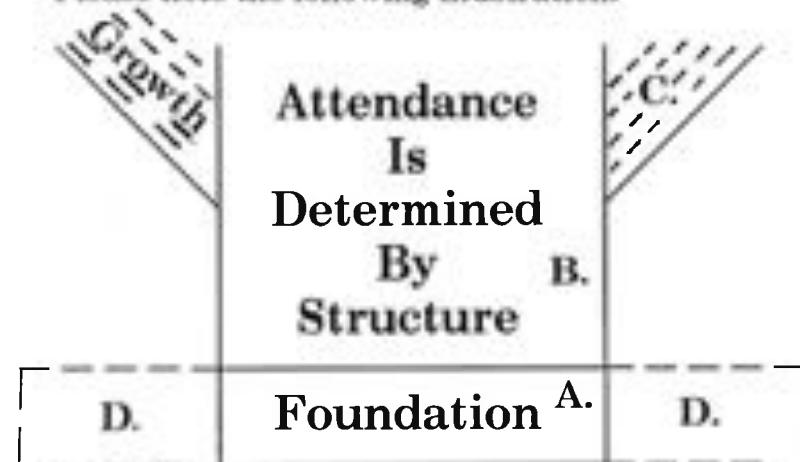 Growth
Attendance
Is
C.
Determined
By
B.
Structure
D.
Foundation A.
D.